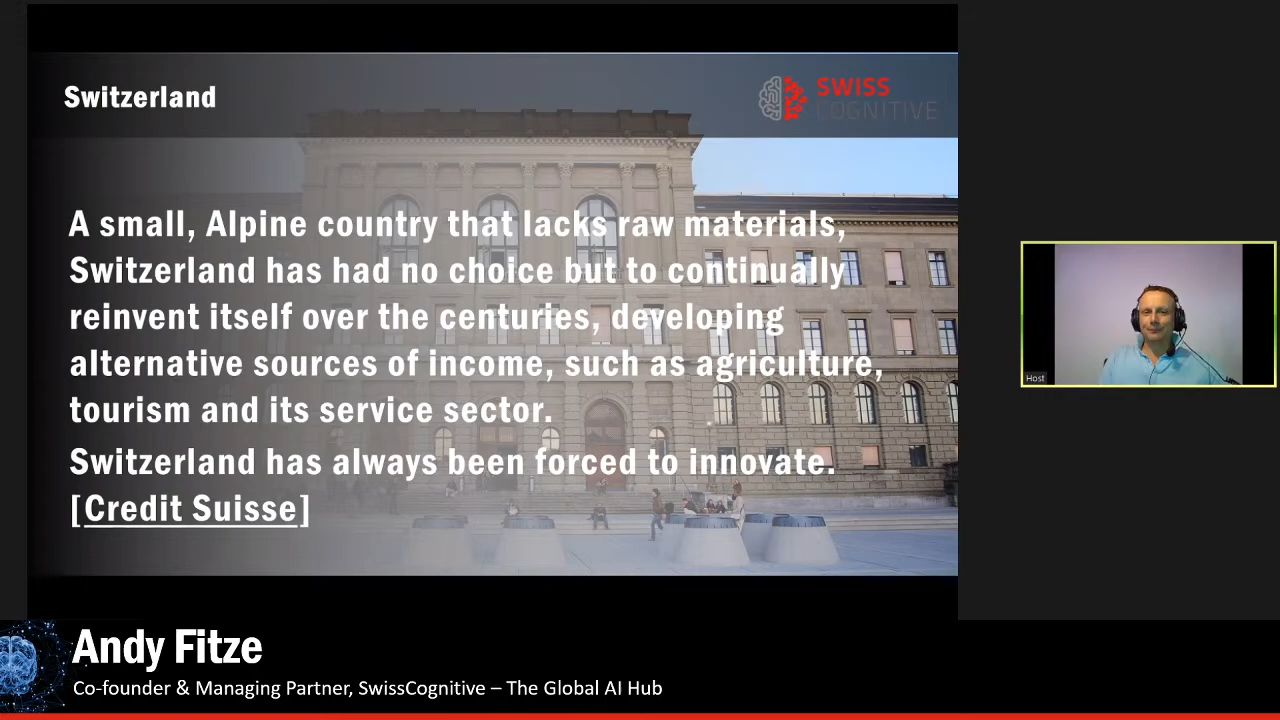 Switzerland
SWISS
COGNITIVE
A small, Alpine country that lacks raw materials,
Switzerland has had no choice but to continually
reinvent itself over the centuries, developing
alternative sources of income, such as agriculture,
tourism and its service sector.
Switzerland has always been forced to innovate.
[Credit Suisse]
Host
Andy Fitze
Co-founder & Managing Partner, SwissCognitive – The Global AI Hub